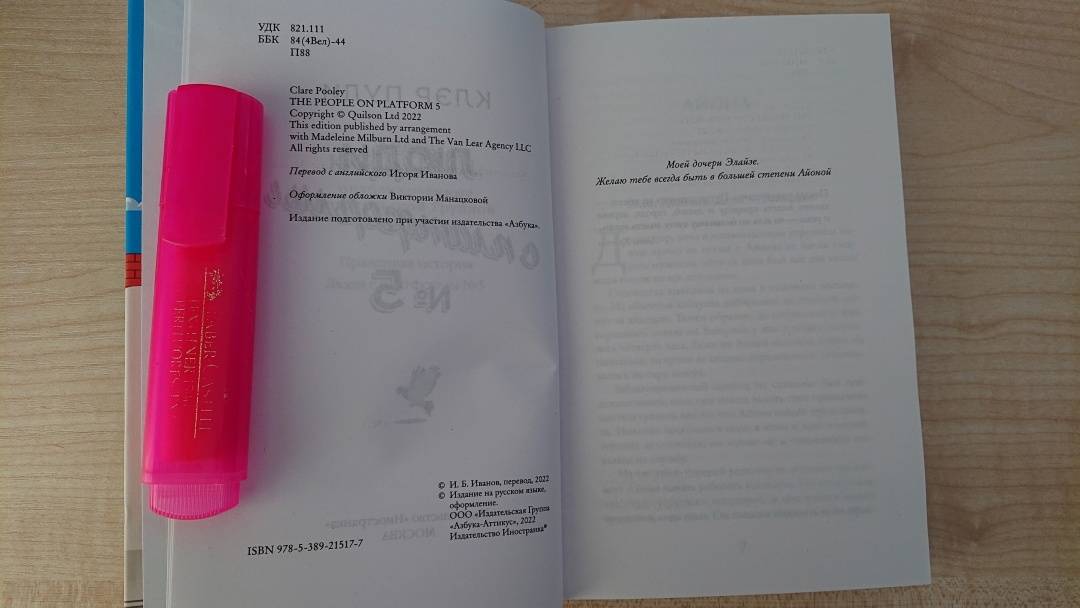 УДК 821.111
ББК 84(4Вел)-44
П88
Clare Pooley
THE PEOPLE ON PLATFORM 5
Copyright © Quilson Ltd 2022
This edition published by arrangement
with Madeleine Milburn Ltd and The Van Lear Agency LLC
All rights reserved
Перевод с английского Игоря Иванова
Оформление обложки Виктории Манацковой
Издание подготовлено при участии издательства «Азбука».
© И. Б. Иванов, перевод, 2022
© Издание на русском языке,
оформление.
ООО «Издательская Группа
«Азбука-Аттикус», 2022
Издательство Иностранка®
ISBN 978-5-389-21517-7
FABER-CASTELL
TEXTLINER
Моей дочери Элайзе.
Желаю тебе всегда быть в большей степени Айоной